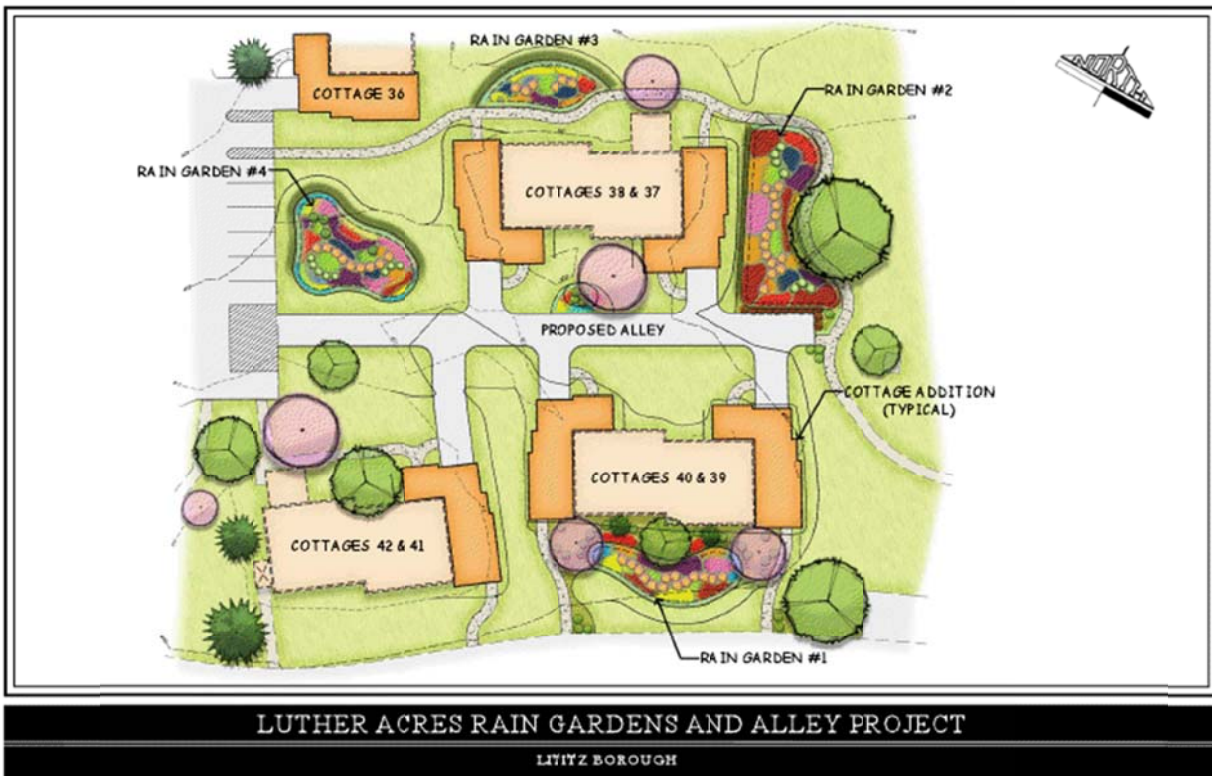 RAIN GARDEN #3
NORTH
COTTAGE 36
RAIN GARDEN #2
RAIN GARDEN #4
COTTAGES 38 & 37
PROPOSED ALLEY
COTTAGE ADDITION
(TYPICAL)
COTTAGES 40 & 39
COTTAGES 42 & 41
RAIN GARDEN #1
LUTHER ACRES RAIN GARDENS AND ALLEY PROJECT
LITITZ BOROUGH